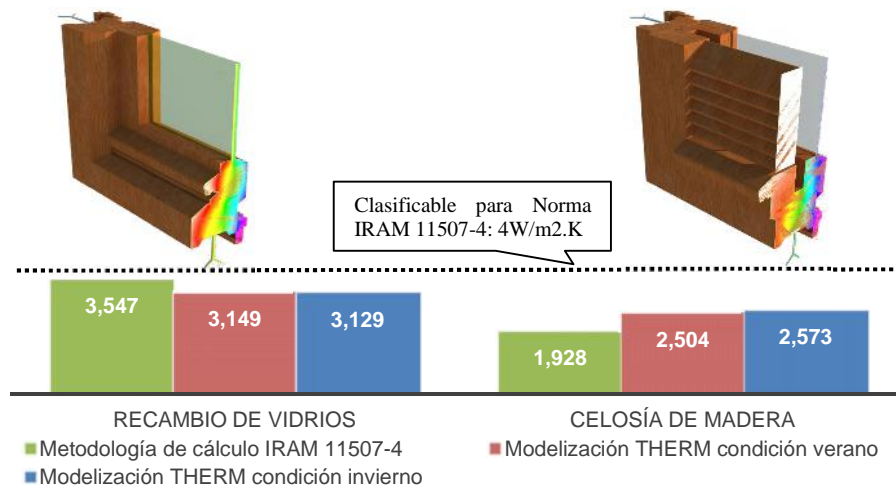 Clasificable para Norma
IRAM 11507-4: 4W/m2.K
3,547
3,149
3,129
1,928
2,504
2,573
RECAMBIO DE VIDRIOS
CELOSÍA DE MADERA
Metodología de cálculo IRAM 11507-4
Modelización THERM condición verano
Modelización THERM condición invierno